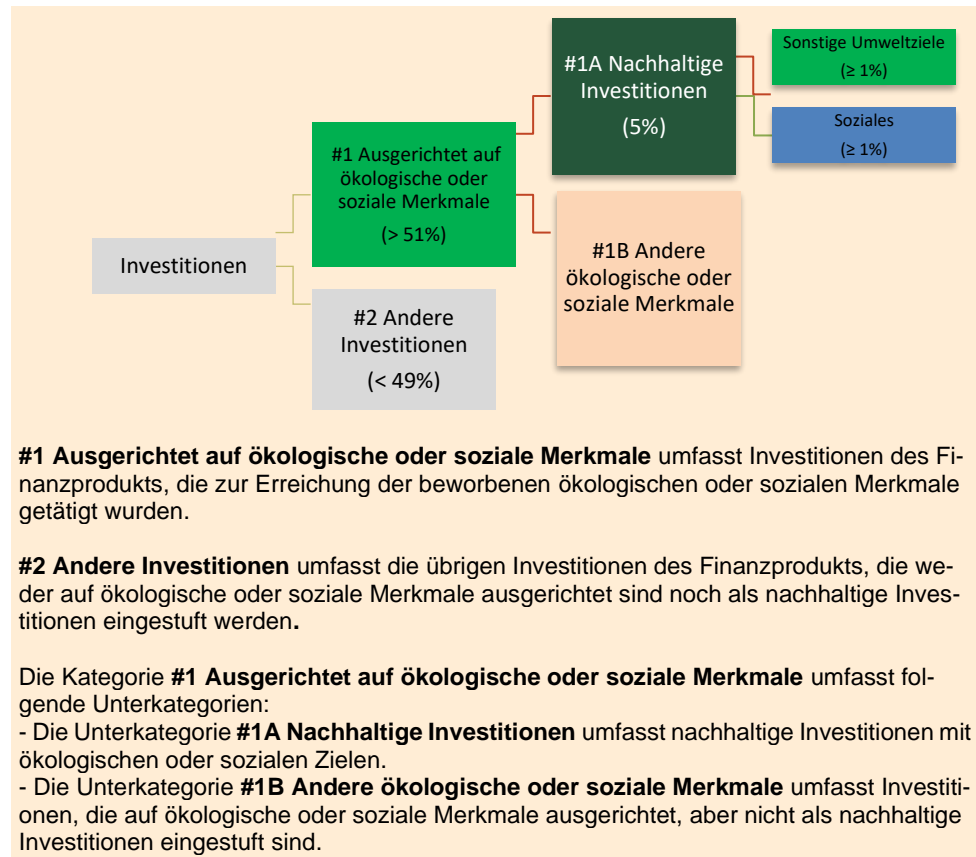 Sonstige Umweltziele
(≥ 1%)
#1A Nachhaltige
Investitionen
(5%)
Soziales
(≥ 1%)
#1 Ausgerichtet auf
ökologische oder
soziale Merkmale
(> 51%)
#1B Andere
ökologische oder
soziale Merkmale
Investitionen
#2 Andere
Investitionen
(< 49%)
#1 Ausgerichtet auf ökologische oder soziale Merkmale umfasst Investitionen des Fi-
nanzprodukts, die zur Erreichung der beworbenen ökologischen oder sozialen Merkmale
getätigt wurden.
#2 Andere Investitionen umfasst die übrigen Investitionen des Finanzprodukts, die we-
der auf ökologische oder soziale Merkmale ausgerichtet sind noch als nachhaltige Inves-
titionen eingestuft werden.
Die Kategorie #1 Ausgerichtet auf ökologische oder soziale Merkmale umfasst fol-
gende Unterkategorien:
- Die Unterkategorie #1A Nachhaltige Investitionen umfasst nachhaltige Investitionen mit
ökologischen oder sozialen Zielen.
- Die Unterkategorie #1B Andere ökologische oder soziale Merkmale umfasst Investiti-
onen, die auf ökologische oder soziale Merkmale ausgerichtet, aber nicht als nachhaltige
Investitionen eingestuft sind.